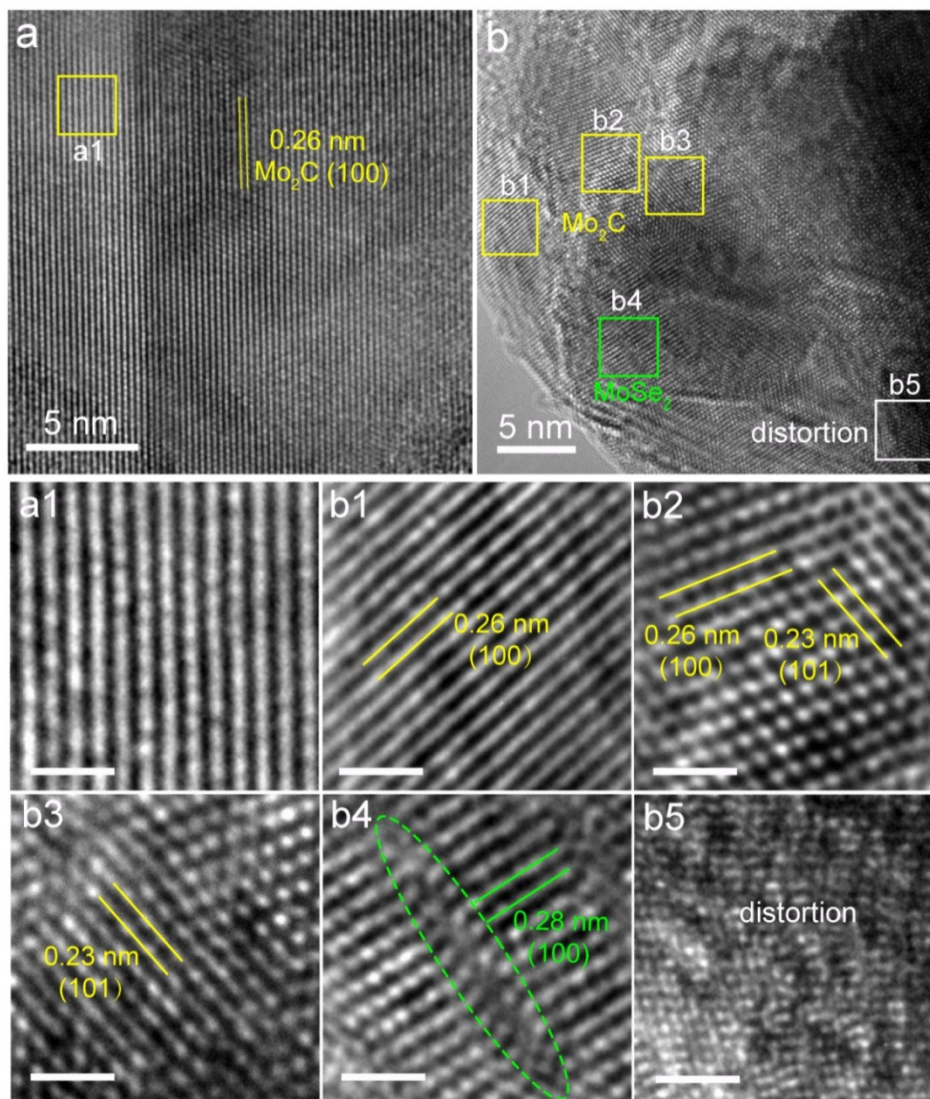 a
a1
0.26 nm
Mo₂C (100)
5 nm
b
b2
b3
b1
Mo₂C
b4
MoSe₂
b5
distortion
5 nm
a1
b1
0.26 nm
(100)
b2
0.26 nm
(100)
0.23 nm
(101)
b3
0.23 nm
(101)
b4
0.28 nm
(100)
b5
distortion